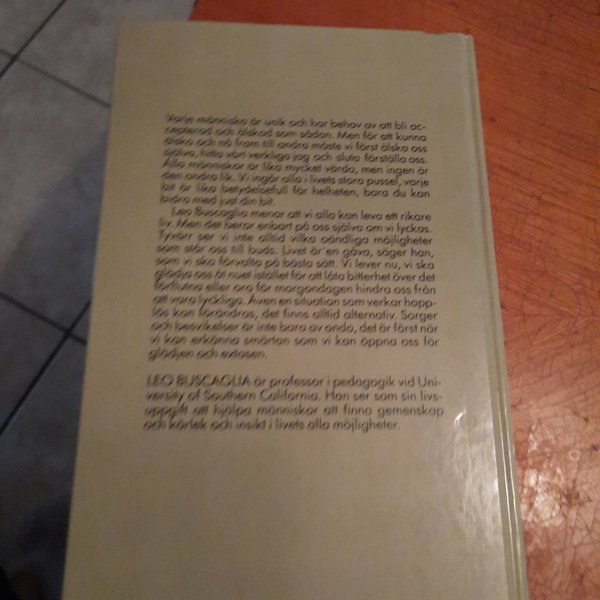 Varje människa är unik och har behov av att bli ac-
cepterad och älskad som sådan. Men för att kunna
älska och nå fram till andra måste vi först älska oss
själva, hitta vårt verkliga jag och sluta förställa oss.
Alla människor är lika mycket värda, men ingen är
den andra lik. Vi ingår alla i livets stora pussel, varje
bit är lika betydelsefull för helheten, bara du kan
bidra med just din bit.
Leo Buscaglia menar att vi alla kan leva ett rikare
liv. Men det beror enbart på oss själva om vi lyckas.
Tyvärr ser vi inte alltid vilka oändliga möjligheter
som står oss till buds. Livet är en gåva, säger han,
som vi ska förvalta på bästa sätt. Vi lever nu, vi ska
glädja oss åt nuet istället för att låta bitterhet över det
förflutna eller oro för morgondagen hindra oss från
att vara lyckliga. Även en situation som verkar hopp-
lös kan förändras, det finns alltid alternativ. Sorger
och besvikelser är inte bara av ondo, det är först när
vi kan erkänna smärtan som vi kan öppna oss för
glädjen och extasen.
LEO BUSCAGLIA är professor i pedagogik vid Uni-
versity of Southern California. Han ser som sin livs-
uppgift att hjälpa människor att finna gemenskap
och kärlek och insikt i livets alla möjligheter.